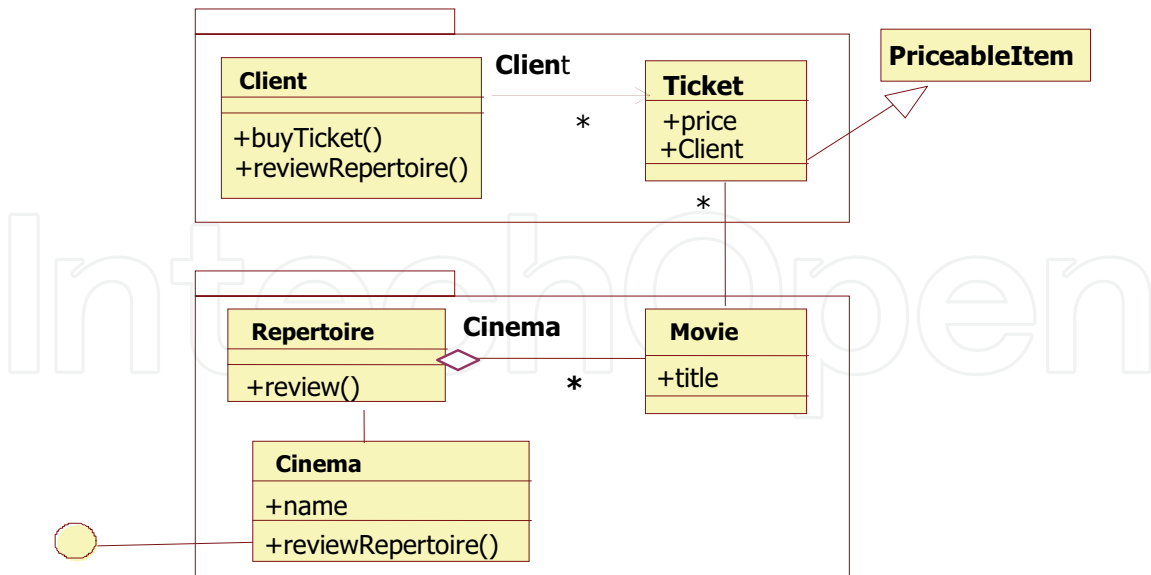 Client
Client
Ticket
PriceableItem
+buyTicket()
+reviewRepertoire()
*
+price
+Client
*
IntechOpen
Repertoire
Cinema
Movie
+review()
*
+title
Cinema
+name
+reviewRepertoire()